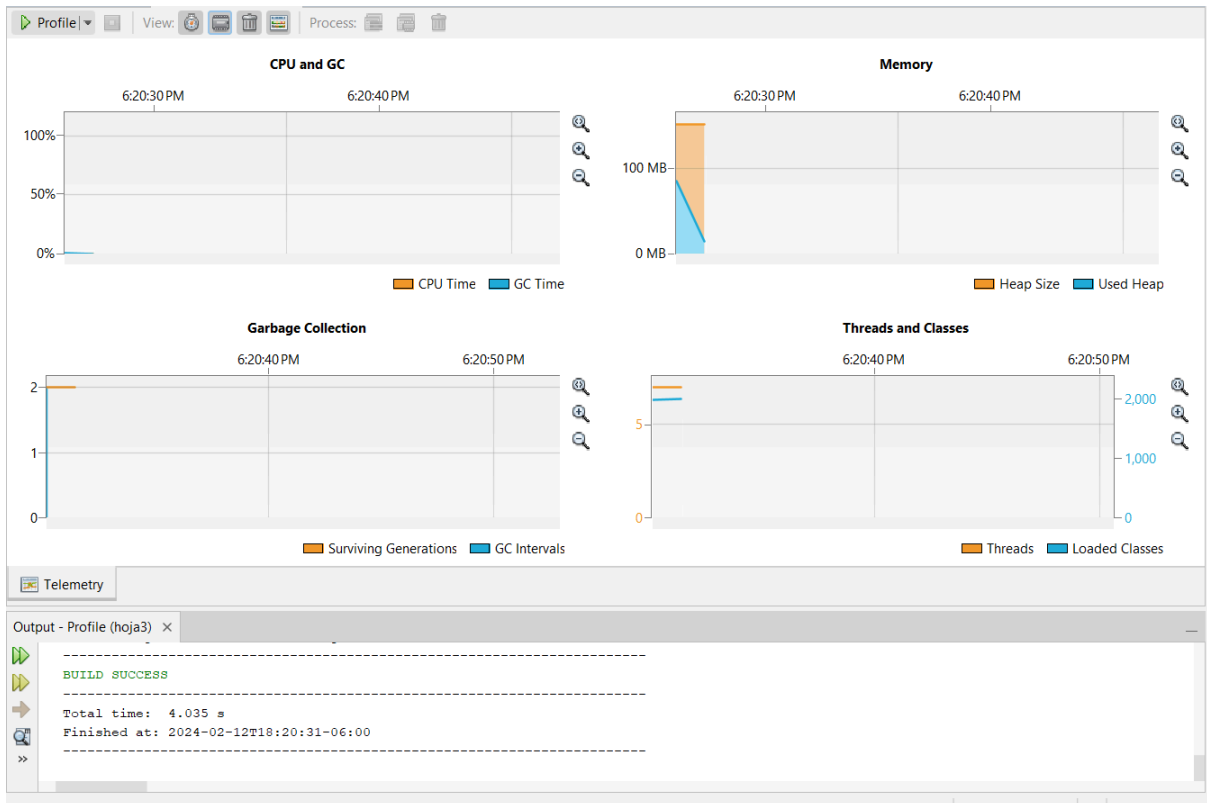 Profile View: Process:
CPU and GC
6:20:30 PM 6:20:40 PM
100%
50%
0%
CPU Time GC Time
Memory
6:20:30 PM 6:20:40 PM
100 MB
0 MB
Heap Size Used Heap
Garbage Collection
6:20:40 PM 6:20:50 PM
2
1
0
Surviving Generations GC Intervals
Threads and Classes
6:20:40 PM 6:20:50 PM
5
0
2,000
1,000
0
Threads Loaded Classes
Telemetry
Output - Profile (hoja3)
------------------------------------------------------------------------
BUILD SUCCESS
------------------------------------------------------------------------
Total time:  4.035 s
Finished at: 2024-02-12T18:20:31-06:00
------------------------------------------------------------------------